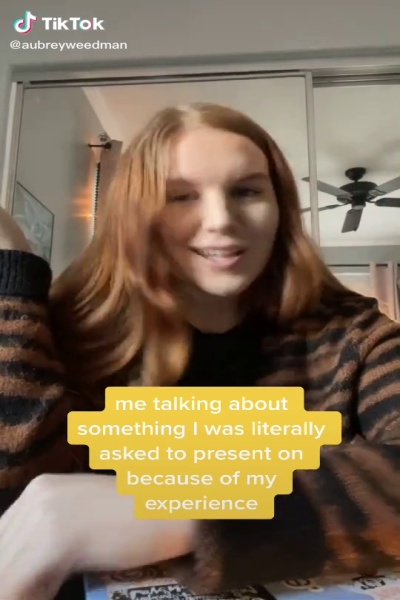 TikTok
@aubreyweedman
me talking about
something I was literally
asked to present on
because of my
experience